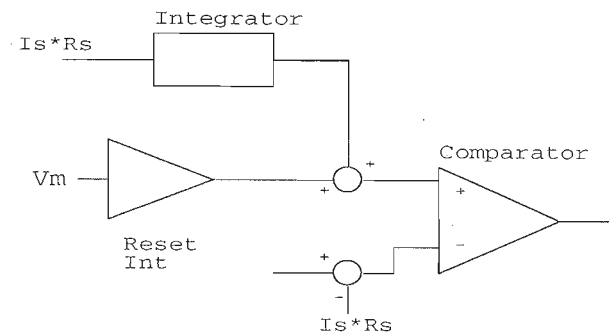 Integrator
Is*Rs
+
Comparator
Vm
+
+
Reset
Int
-
+
-
Is*Rs